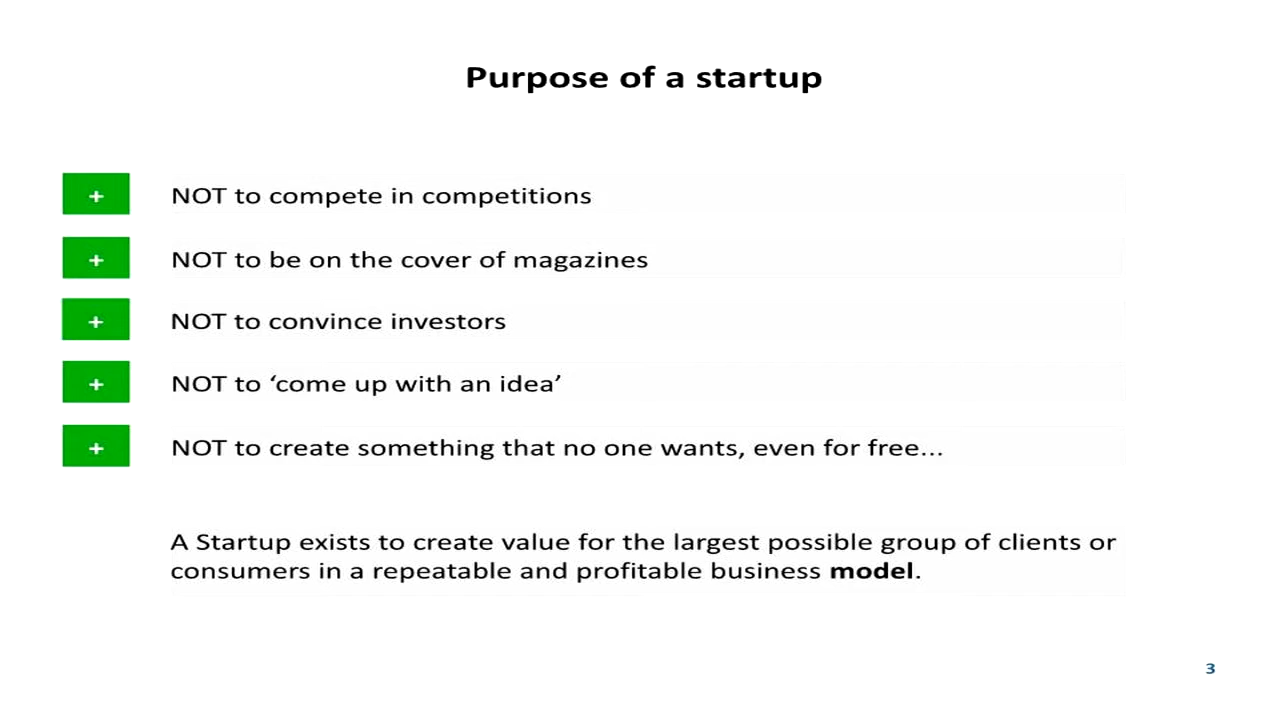 Purpose of a startup
+ NOT to compete in competitions
+ NOT to be on the cover of magazines
+ NOT to convince investors
+ NOT to ‘come up with an idea’
+ NOT to create something that no one wants, even for free...
A Startup exists to create value for the largest possible group of clients or
consumers in a repeatable and profitable business model.
3